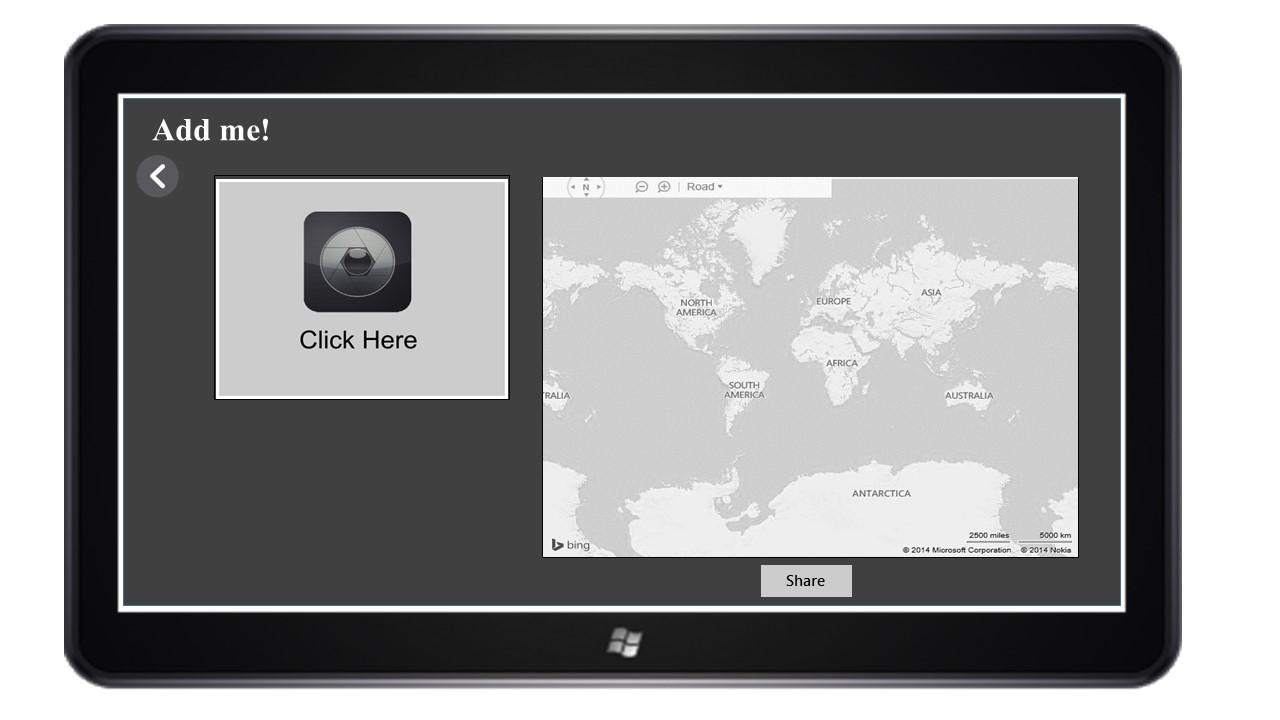 Add me!
Click Here
N
Road
NORTH
AMERICA
EUROPE
ASIA
AFRICA
SOUTH
AMERICA
RALIA
AUSTRALIA
ANTARCTICA
2500 miles 5000 km
bing
© 2014 Microsoft Corporation © 2014 Nokia
Share